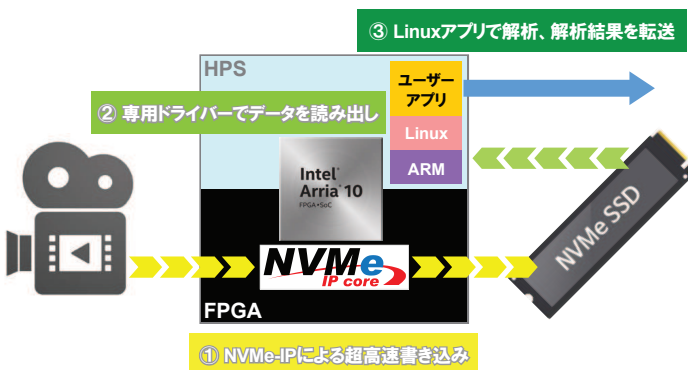 ③ Linuxアプリで解析、解析結果を転送
HPS
ユーザー
アプリ
② 専用ドライバーでデータを読み出し
Linux
ARM
Intel®
Arria® 10
FPGA•SoC
NVMe SSD
NVMe
IP core
FPGA
① NVMe-IPによる超高速書き込み